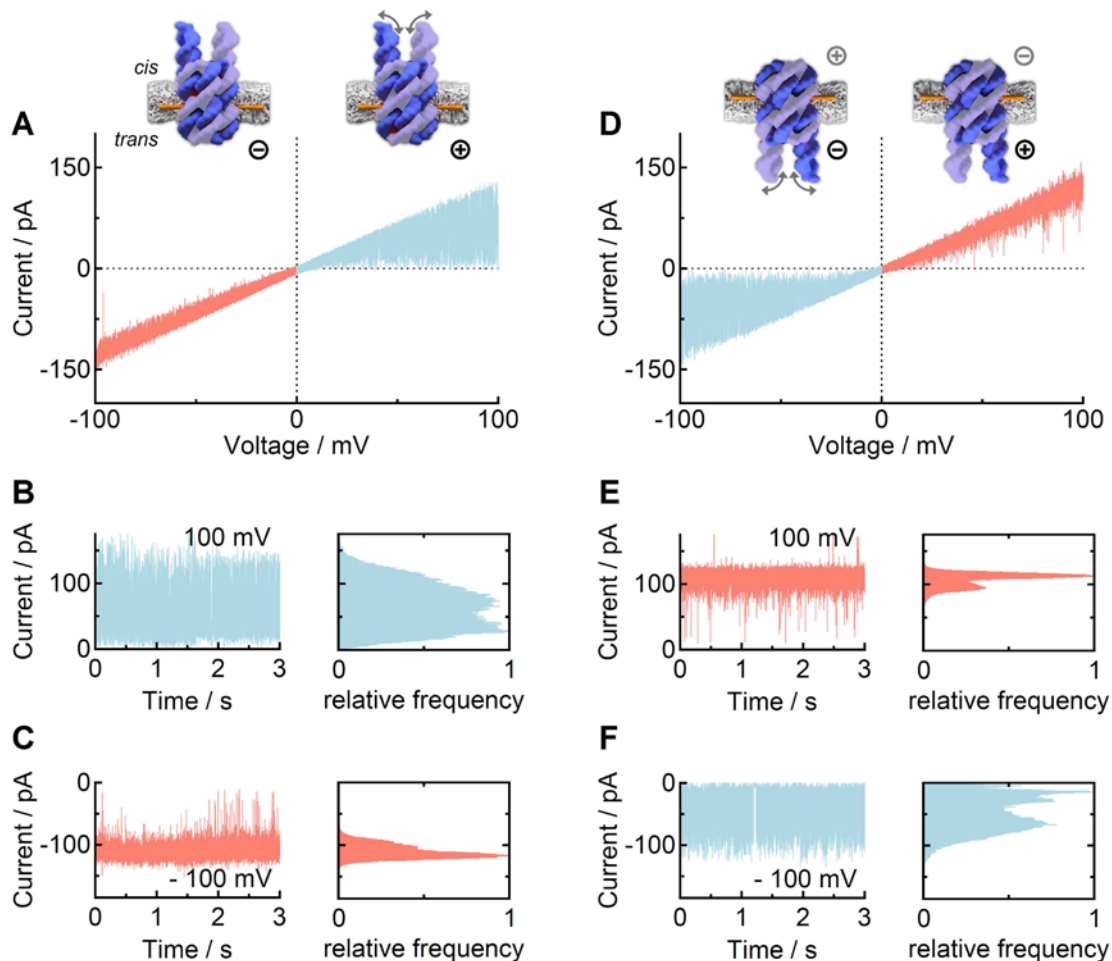 cis
trans
⊖
⊕
A
150
0
-150
Current / pA
-100
0
100
Voltage / mV
⊕
⊖
⊖
⊕
D
150
0
-150
Current / pA
-100
0
100
Voltage / mV
B
100
0
Current / pA
100 mV
0 1 2 3
Time / s
0 1
relative frequency
E
100
0
Current / pA
100 mV
0 1 2 3
Time / s
0 1
relative frequency
C
0
-100
Current / pA
- 100 mV
0 1 2 3
Time / s
0 1
relative frequency
F
0
-100
Current / pA
- 100 mV
0 1 2 3
Time / s
0 1
relative frequency